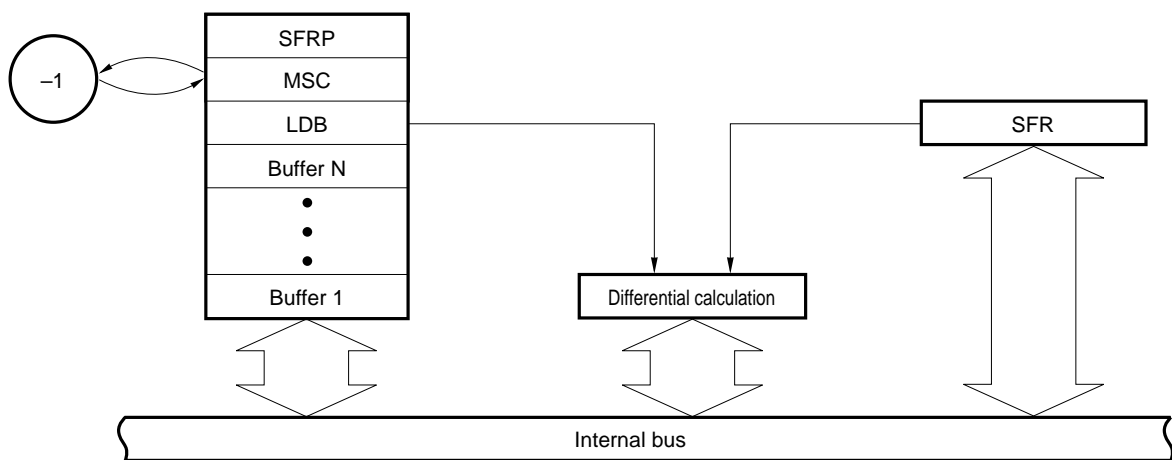 SFRP
–1
MSC
LDB
SFR
Buffer N
Buffer 1
Differential calculation
Internal bus